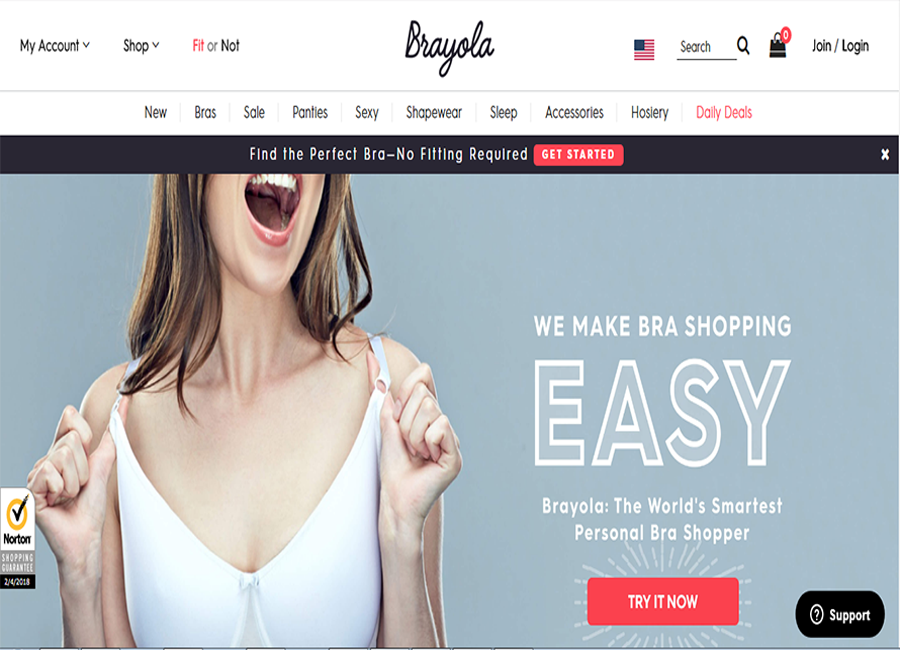 My Account
Shop
Fit or Not
Brayola
Search
0
Join / Login
New
Bras
Sale
Panties
Sexy
Shapewear
Sleep
Accessories
Hosiery
Daily Deals
Find the Perfect Bra—No Fitting Required
GET STARTED
WE MAKE BRA SHOPPING
EASY
Brayola: The World's Smartest
Personal Bra Shopper
TRY IT NOW
Norton
SHOPPING
GUARANTEE
2/4/2018
Support